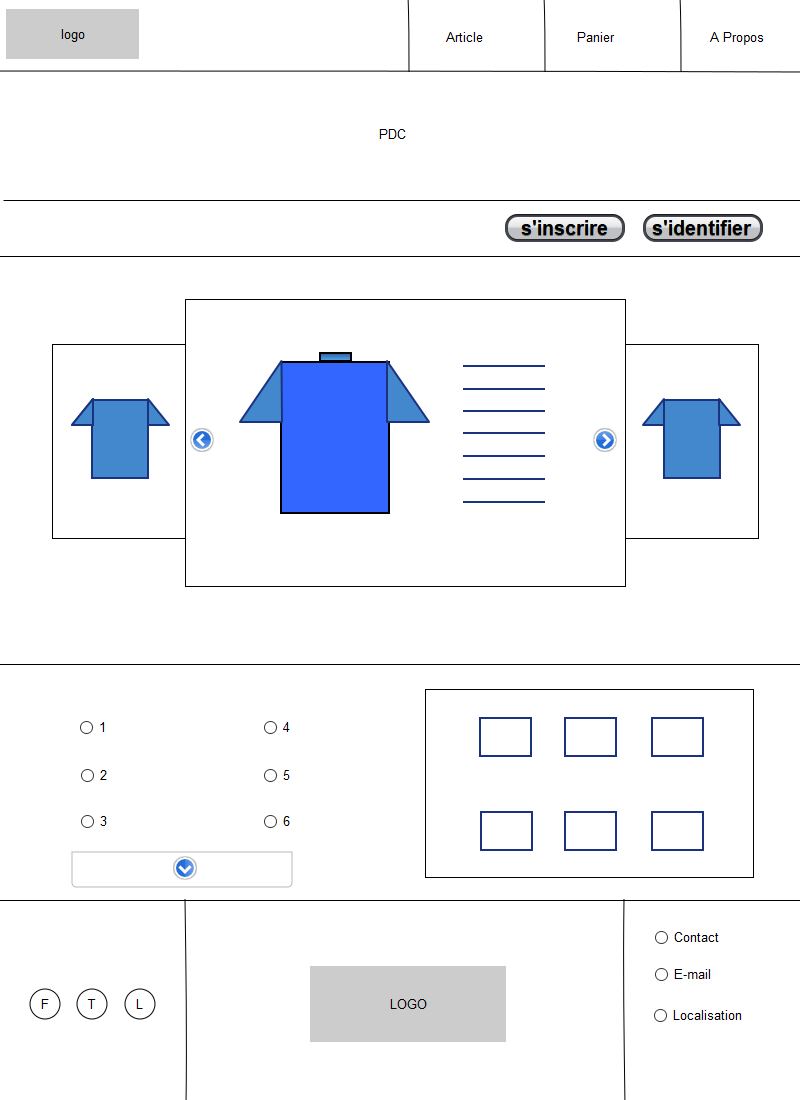 logo
Article
Panier
A Propos
PDC
s'inscrire
s'identifier
1
4
2
5
3
6
Contact
E-mail
F
T
L
LOGO
Localisation